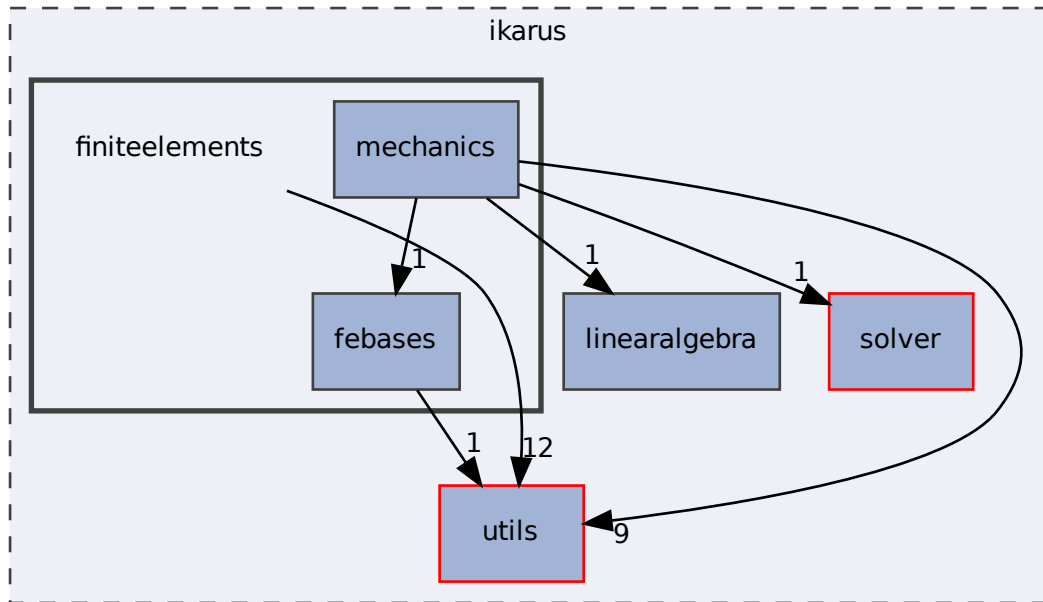 ikarus
finiteelements
mechanics
1
1
1
febases
linearalgebra
solver
1
12
utils
9